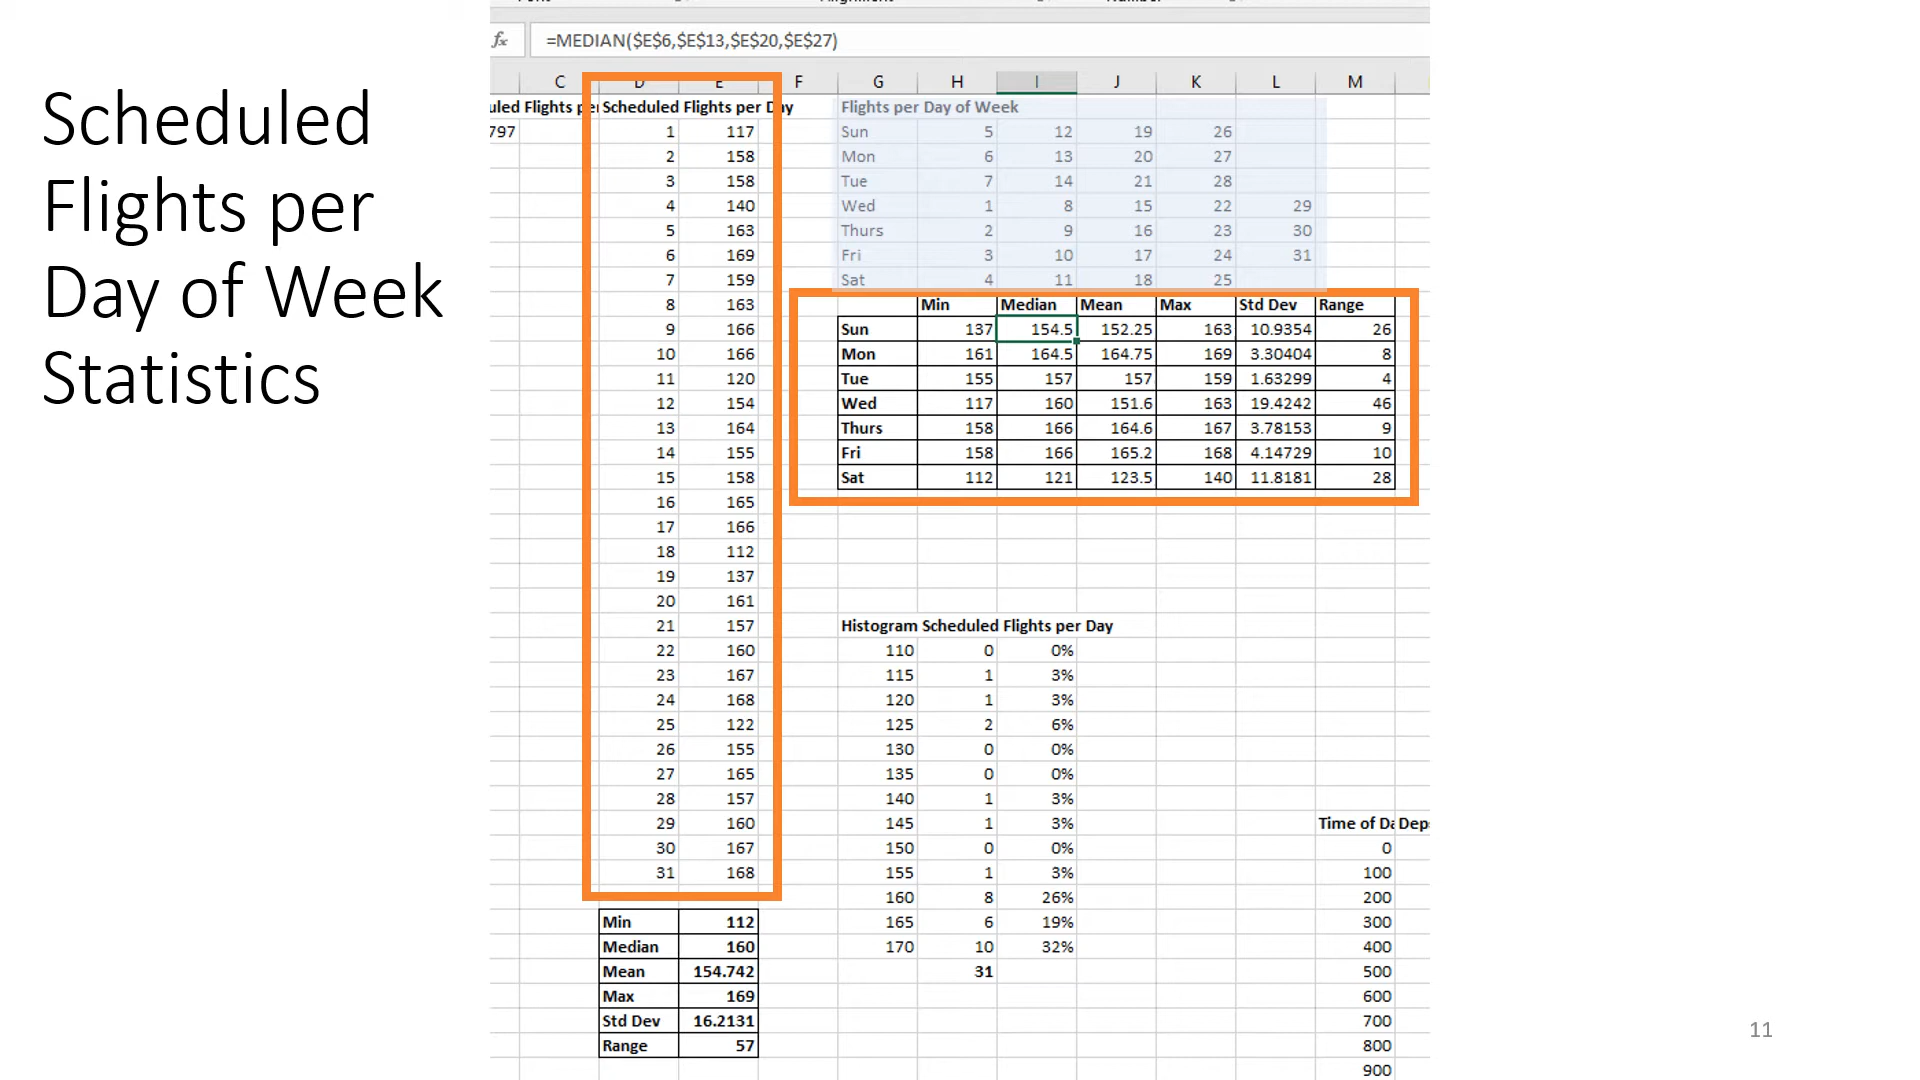 Scheduled
Flights per
Day of Week
Statistics
=MEDIAN($E$6,$E$13,$E$20,$E$27)
C D E F G H I J K L M
Scheduled Flights per Day Flights per Day of Week
797 1 117 Sun 5 12 19 26
2 158 Mon 6 13 20 27
3 158 Tue 7 14 21 28
4 140 Wed 1 8 15 22 29
5 163 Thurs 2 9 16 23 30
6 169 Fri 3 10 17 24 31
7 159 Sat 4 11 18 25
8 163 Min Median Mean Max Std Dev Range
9 166 Sun 137 154.5 152.25 163 10.9354 26
10 166 Mon 161 164.5 164.75 169 3.30404 8
11 120 Tue 155 157 157 159 1.63299 4
12 154 Wed 117 160 151.6 163 19.4242 46
13 164 Thurs 158 166 164.6 167 3.78153 9
14 155 Fri 158 166 165.2 168 4.14729 10
15 158 Sat 112 121 123.5 140 11.8181 28
16 165
17 166
18 112
19 137
20 161
21 157 Histogram Scheduled Flights per Day
22 160 110 0 0%
23 167 115 1 3%
24 168 120 1 3%
25 122 125 2 6%
26 155 130 0 0%
27 165 135 0 0%
28 157 140 1 3%
29 160 145 1 3% Time of Da Dep
30 167 150 0 0% 0
31 168 155 1 3% 100
160 8 26% 200
Min 112 165 6 19% 300
Median 160 170 10 32% 400
Mean 154.742 31 500
Max 169 600
Std Dev 16.2131 700
Range 57 800
900
11